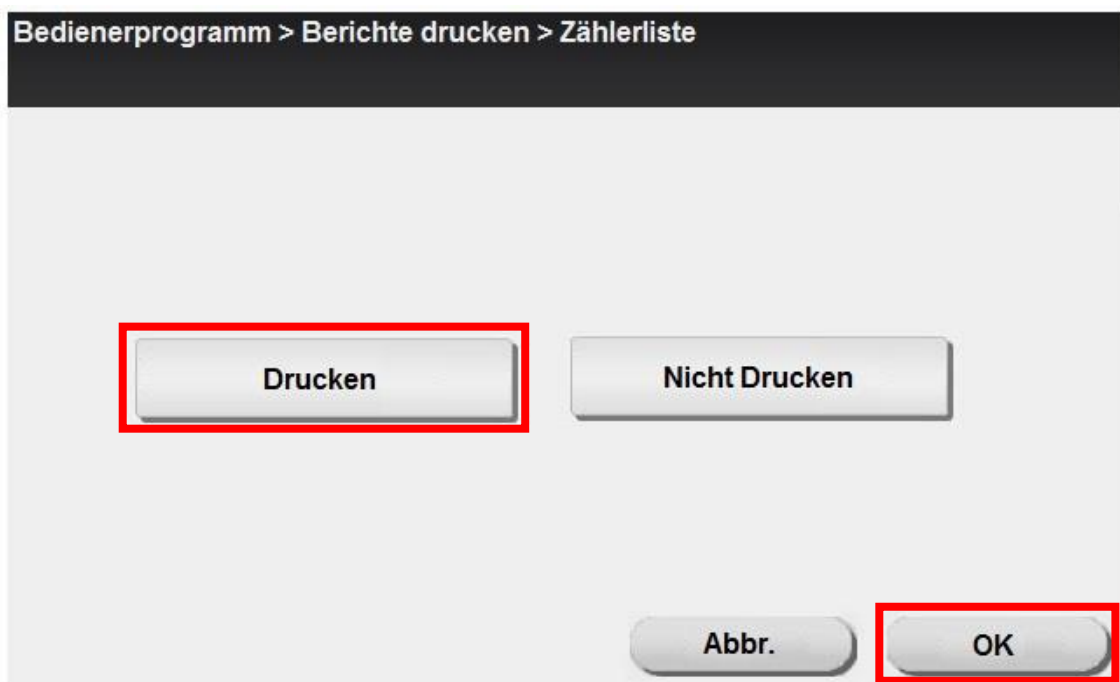 Bedienerprogramm > Berichte drucken > Zählerliste
Drucken
Nicht Drucken
Abbr.
OK